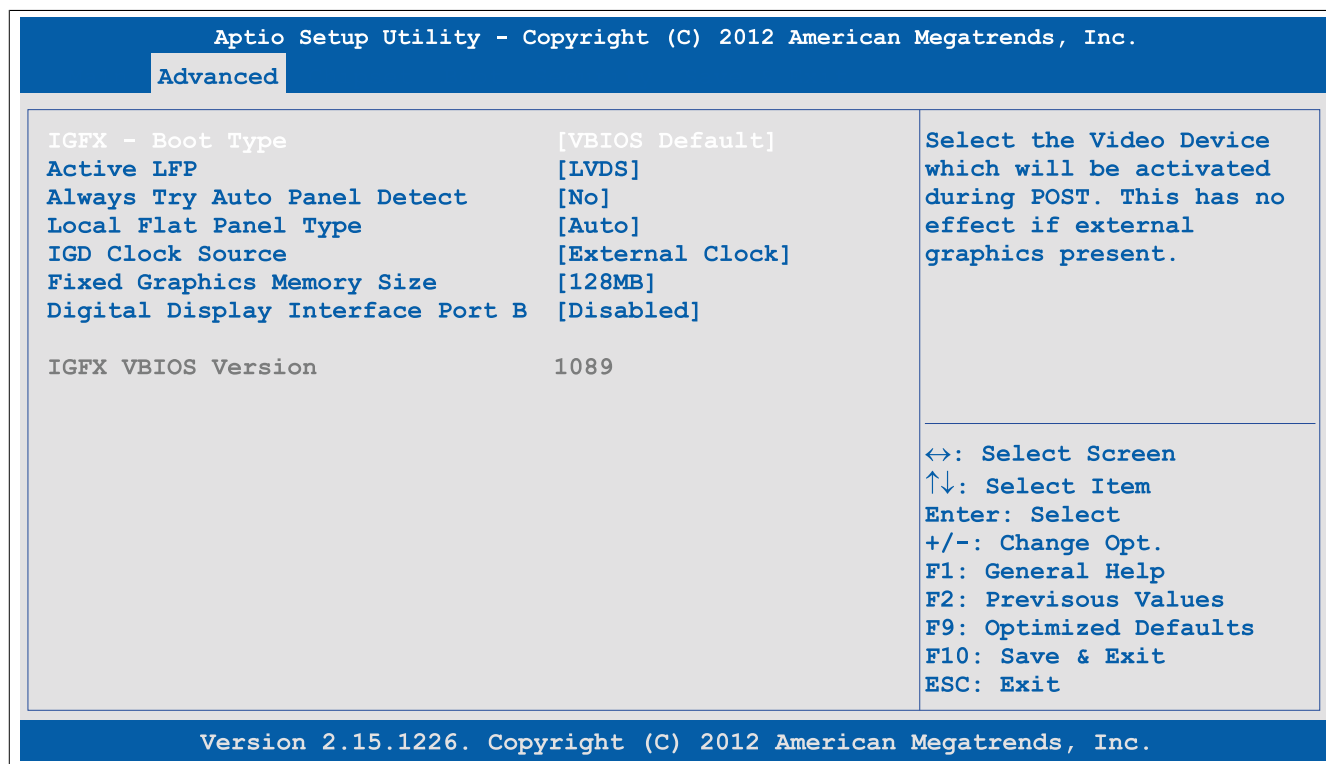 Aptio Setup Utility - Copyright (C) 2012 American Megatrends, Inc.
Advanced
IGFX - Boot Type [VBIOS Default]
Active LFP [LVDS]
Always Try Auto Panel Detect [No]
Local Flat Panel Type [Auto]
IGD Clock Source [External Clock]
Fixed Graphics Memory Size [128MB]
Digital Display Interface Port B [Disabled]
IGFX VBIOS Version 1089
Select the Video Device
which will be activated
during POST. This has no
effect if external
graphics present.
↔: Select Screen
↑↓: Select Item
Enter: Select
+/-: Change Opt.
F1: General Help
F2: Previsous Values
F9: Optimized Defaults
F10: Save & Exit
ESC: Exit
Version 2.15.1226. Copyright (C) 2012 American Megatrends, Inc.